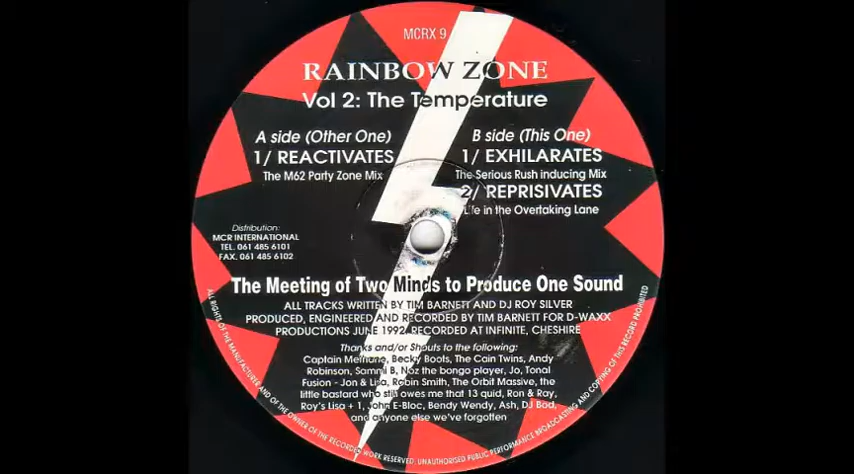 MCRX 9
RAINBOW ZONE
Vol 2: The Temperature
A side (Other One)
1/ REACTIVATES
The M62 Party Zone Mix
B side (This One)
1/ EXHILARATES
The Serious Rush inducing Mix
2/ REPRISIVATES
Life in the Overtaking Lane
Distribution:
MCR INTERNATIONAL
TEL. 061 485 6101
FAX. 061 485 6102
The Meeting of Two Minds to Produce One Sound
ALL TRACKS WRITTEN BY TIM BARNETT AND DJ ROY SILVER
PRODUCED, ENGINEERED AND RECORDED BY TIM BARNETT FOR D-WAXX
PRODUCTIONS JUNE 1992. RECORDED AT INFINITE, CHESHIRE
Thanks and/or Shouts to the following:
Captain Methane, Becky Boots, The Cain Twins, Andy
Robinson, Sammi B, Noz the bongo player, Jo, Tonal
Fusion - Jon & Lisa, Robin Smith, The Orbit Massive, the
little bastard who still owes me that 13 quid, Ron & Ray,
Roy's Lisa + 1, John E-Bloc, Bendy Wendy, Ash, DJ Bod,
and anyone else we've forgotten
ALL RIGHTS OF THE MANUFACTURER AND OF THE OWNER OF THE RECORDED WORK RESERVED. UNAUTHORISED PUBLIC PERFORMANCE BROADCASTING AND COPYING OF THIS RECORD PROHIBITED